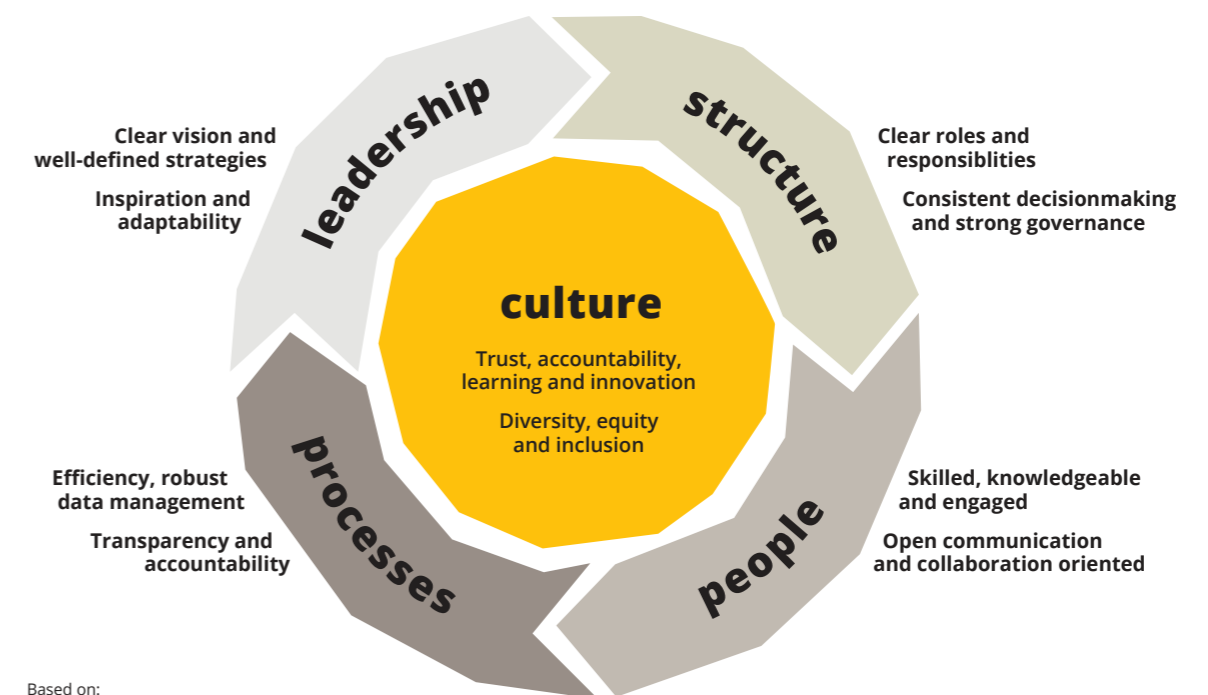 leadership
Clear vision and
well-defined strategies
Inspiration and
adaptability
structure
Clear roles and
responsiblities
Consistent decisionmaking
and strong governance
culture
Trust, accountability,
learning and innovation
Diversity, equity
and inclusion
processes
Efficiency, robust
data management
Transparency and
accountability
people
Skilled, knowledgeable
and engaged
Open communication
and collaboration oriented
Based on: